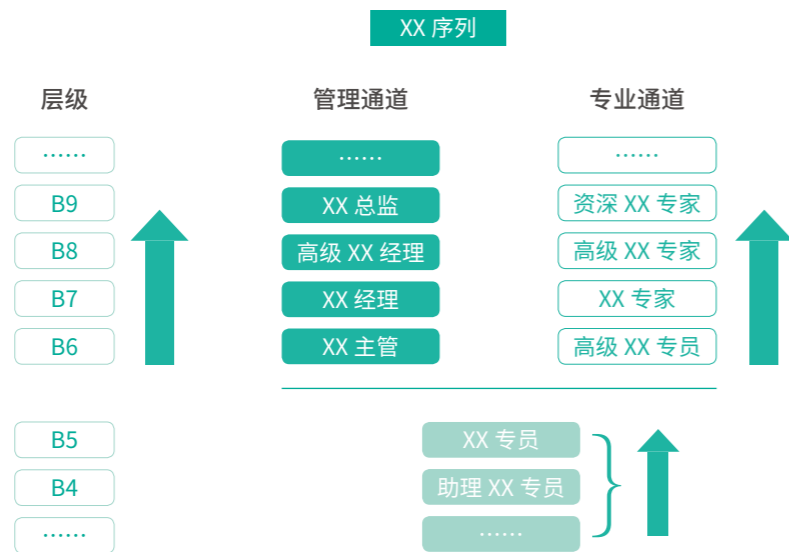 XX 序列
层级 管理通道 专业通道
…… …… ……
B9 XX 总监 资深 XX 专家
B8 高级 XX 经理 高级 XX 专家
B7 XX 经理 XX 专家
B6 XX 主管 高级 XX 专员
B5 XX 专员
B4 助理 XX 专员
…… ……